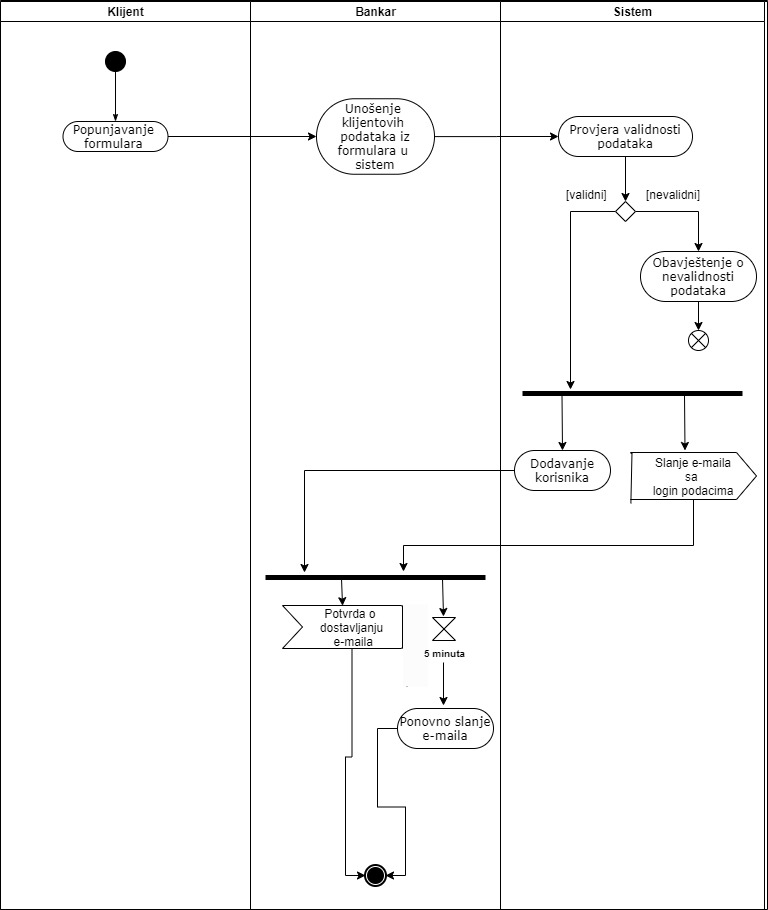 Klijent
Bankar
Sistem
Popunjavanje
formulara
Unošenje
klijentovih
podataka iz
formulara u
sistem
Provjera validnosti
podataka
[validni]
[nevalidni]
Obavještenje o
nevalidnosti
podataka
Dodavanje
korisnika
Slanje e-maila
sa
login podacima
Potvrda o
dostavljanju
e-maila
5 minuta
Ponovno slanje
e-maila